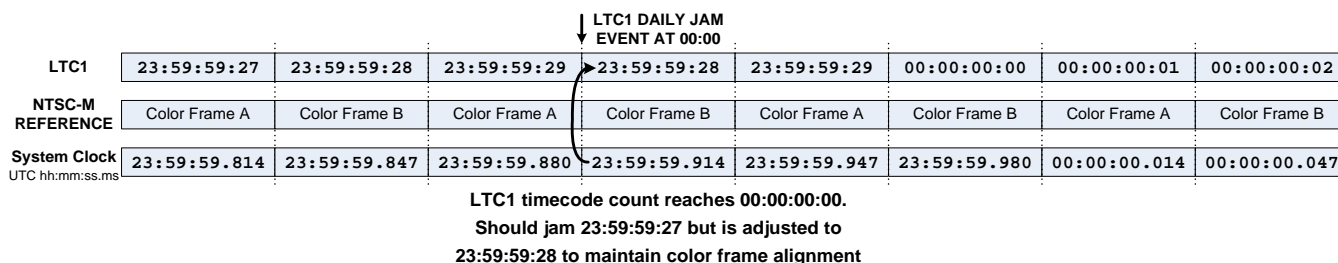 LTC1 DAILY JAM
EVENT AT 00:00
LTC1 23:59:59:27 23:59:59:28 23:59:59:29 23:59:59:28 23:59:59:29 00:00:00:00 00:00:00:01 00:00:00:02
NTSC-M
REFERENCE Color Frame A Color Frame B Color Frame A Color Frame B Color Frame A Color Frame B Color Frame A Color Frame B
System Clock 23:59:59.814 23:59:59.847 23:59:59.880 23:59:59.914 23:59:59.947 23:59:59.980 00:00:00.014 00:00:00.047
UTC hh:mm:ss.ms
LTC1 timecode count reaches 00:00:00:00.
Should jam 23:59:59:27 but is adjusted to
23:59:59:28 to maintain color frame alignment